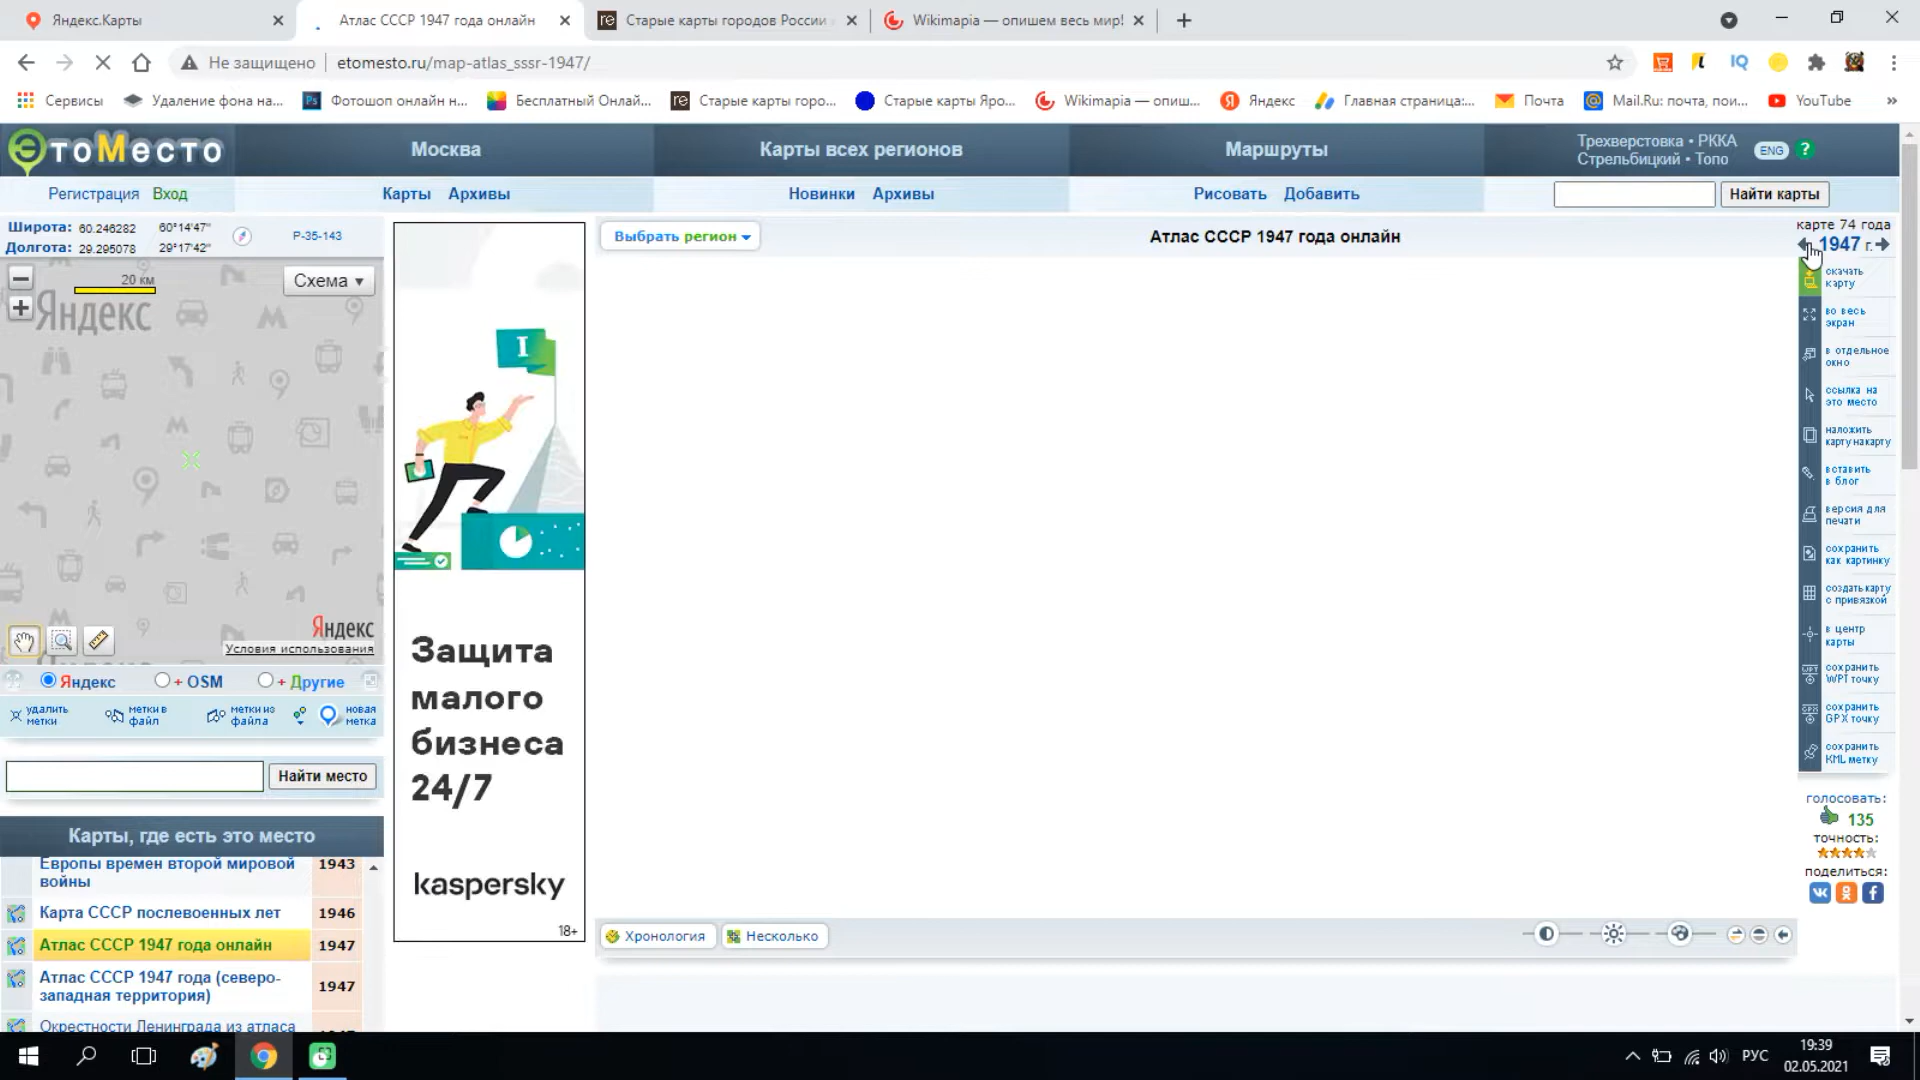 Яндекс.Карты
Атлас СССР 1947 года онлайн
re Старые карты городов России
Wikimapia — опишем весь мир!
Не защищено
etomesto.ru/map-atlas_sssr-1947/
IQ
Сервисы
Удаление фона на...
Ps Фотошоп онлайн н...
Бесплатный Онлай...
re Старые карты горо...
Старые карты Яро...
Wikimapia — опиш...
Яндекс
Главная страница:...
Почта
Mail.Ru: почта, пои...
YouTube
»
ЭтоМесто
Москва
Карты всех регионов
Маршруты
Трехверстовка • РККА
Стрельбицкий • Топо
ENG
?
Регистрация Вход
Карты Архивы
Новинки Архивы
Рисовать Добавить
Найти карты
Широта: 60.246282 60°14'47"
Долгота: 29.295078 29°17'42"
P-35-143
Выбрать регион
Атлас СССР 1947 года онлайн
карте 74 года
1947 г.
20 км
Схема
Яндекс
Яндекс
Условия использования
Яндекс
+ OSM
+ Другие
удалить
метки
метки в
файл
метки из
файла
новая
метка
Найти место
Карты, где есть это место
Европы времен второй мировой
войны
1943
Карта СССР послевоенных лет
1946
Атлас СССР 1947 года онлайн
1947
Атлас СССР 1947 года (северо-
западная территория)
1947
Окрестности Ленинграда из атласа
I
Защита
малого
бизнеса
24/7
kaspersky
18+
Хронология
Несколько
скачать
карту
во весь
экран
в отдельное
окно
ссылка на
это место
наложить
карту на карту
вставить
в блог
версия для
печати
сохранить
как картинку
создать карту
с привязкой
в центр
карты
сохранить
WPT точку
сохранить
GPX точку
сохранить
KML метку
голосовать:
135
точность:
поделиться:
РУС
19:39
02.05.2021